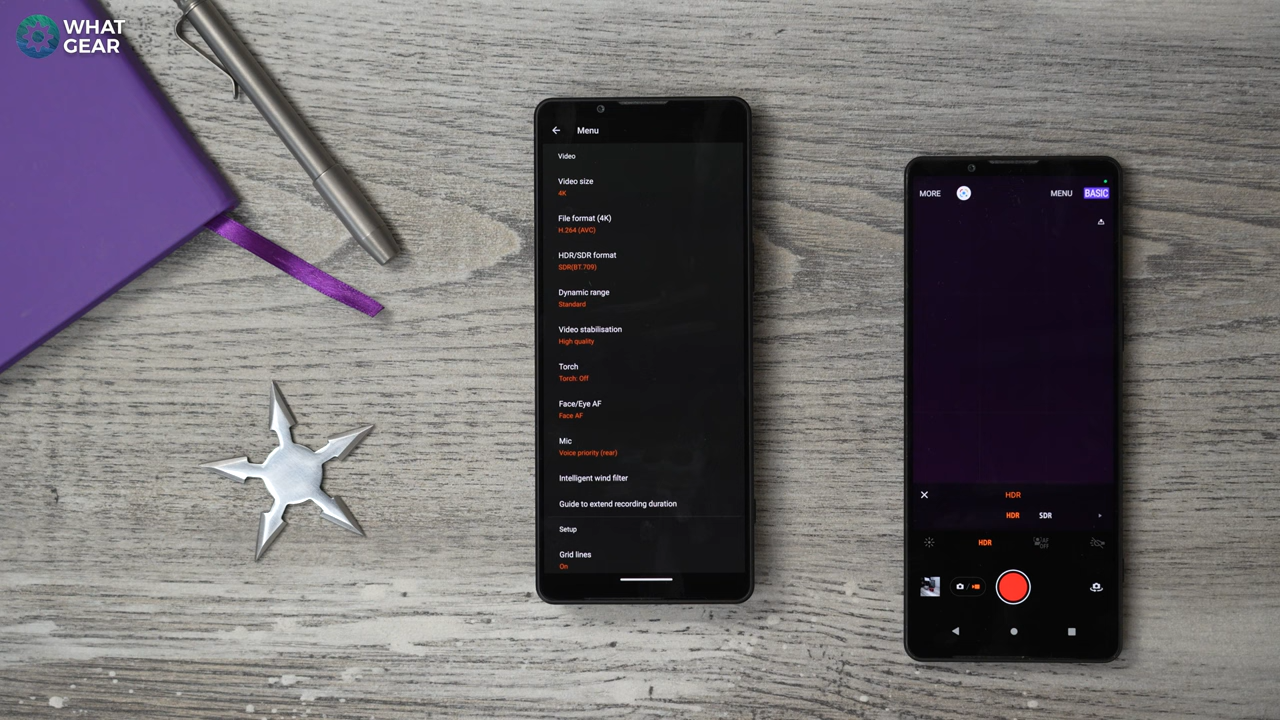 WHAT
GEAR
Menu
Video
Video size
4K
File format (4K)
H.264 (AVC)
HDR/SDR format
SDR(BT.709)
Dynamic range
Standard
Video stabilisation
High quality
Torch
Torch: Off
Face/Eye AF
Face AF
Mic
Voice priority (rear)
Intelligent wind filter
Guide to extend recording duration
Setup
Grid lines
On
MORE
MENU
BASIC
HDR
HDR SDR
HDR
AF
OFF